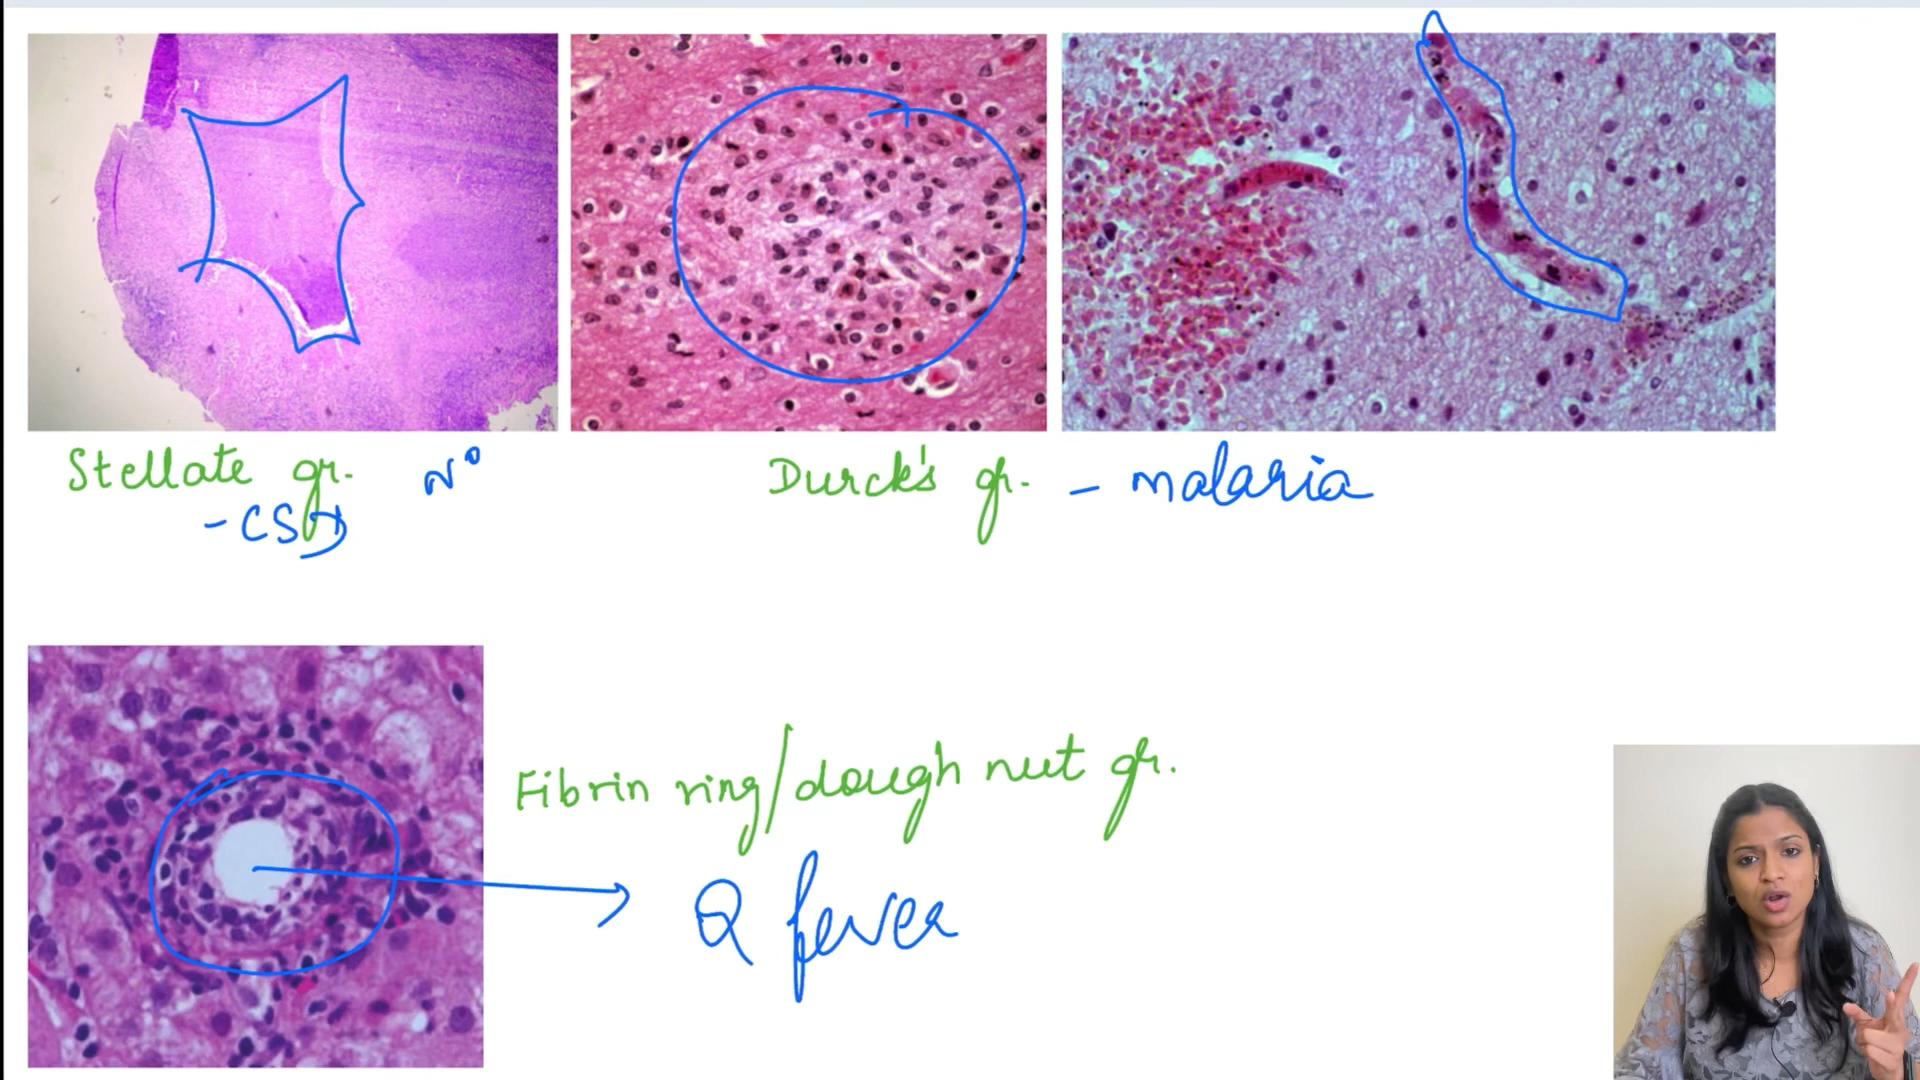 Stellate gr. N°
- CSD
Durck's gr. - malaria
Fibrin ring/dough nut gr.
Q fever